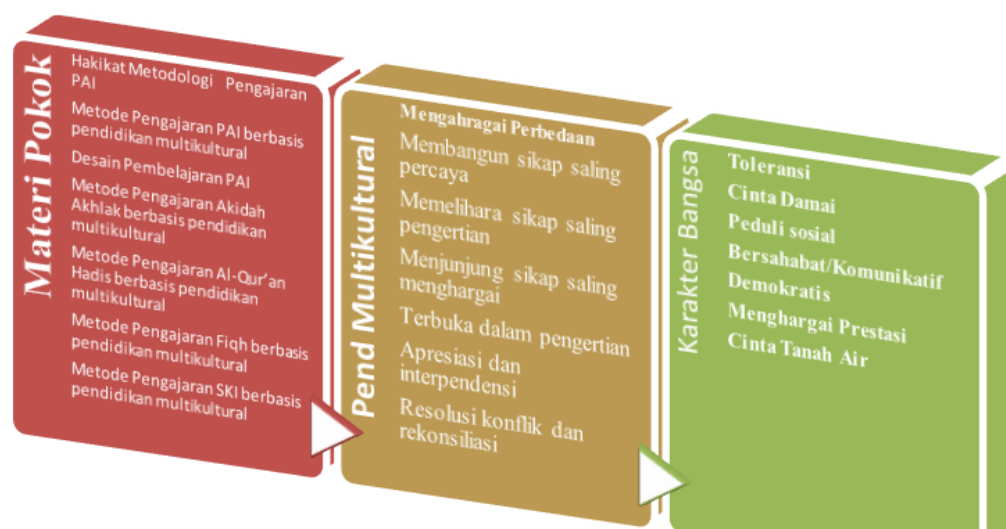 Materi Pokok
Hakikat Metodologi Pengajaran
PAI
Metode Pengajaran PAI berbasis
pendidikan multikultural
Desain Pembelajaran PAI
Metode Pengajaran Akidah
Akhlak berbasis pendidikan
multikultural
Metode Pengajaran Al-Qur'an
Hadis berbasis pendidikan
multikultural
Metode Pengajaran Fiqh berbasis
pendidikan multikultural
Metode Pengajaran SKI berbasis
pendidikan multikultural
Pend Multikultural
Mengahragai Perbedaan
Membangun sikap saling
percaya
Memelihara sikap saling
pengertian
Menjunjung sikap saling
menghargai
Terbuka dalam pengertian
Apresiasi dan
interpendensi
Resolusi konflik dan
rekonsiliasi
Karakter Bangsa
Toleransi
Cinta Damai
Peduli sosial
Bersahabat/Komunikatif
Demokratis
Menghargai Prestasi
Cinta Tanah Air